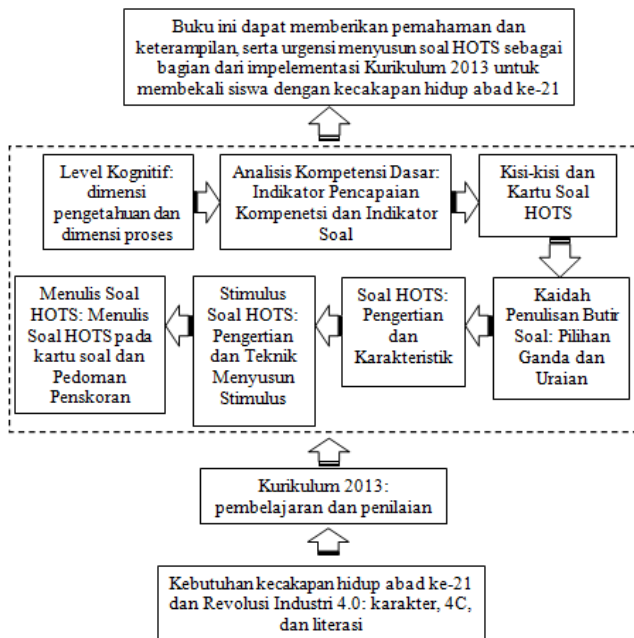 Buku ini dapat memberikan pemahaman dan
keterampilan, serta urgensi menyusun soal HOTS sebagai
bagian dari impelementasi Kurikulum 2013 untuk
membekali siswa dengan kecakapan hidup abad ke-21
Level Kognitif:
dimensi
pengetahuan dan
dimensi proses
Analisis Kompetensi Dasar:
Indikator Pencapaian
Kompenetsi dan Indikator
Soal
Kisi-kisi dan
Kartu Soal
HOTS
Kaidah
Penulisan Butir
Soal: Pilihan
Ganda dan
Uraian
Soal HOTS:
Pengertian
dan
Karakteristik
Stimulus
Soal HOTS:
Pengertian
dan Teknik
Menyusun
Stimulus
Menulis Soal
HOTS: Menulis
Soal HOTS pada
kartu soal dan
Pedoman
Penskoran
Kurikulum 2013:
pembelajaran dan penilaian
Kebutuhan kecakapan hidup abad ke-21
dan Revolusi Industri 4.0: karakter, 4C,
dan literasi